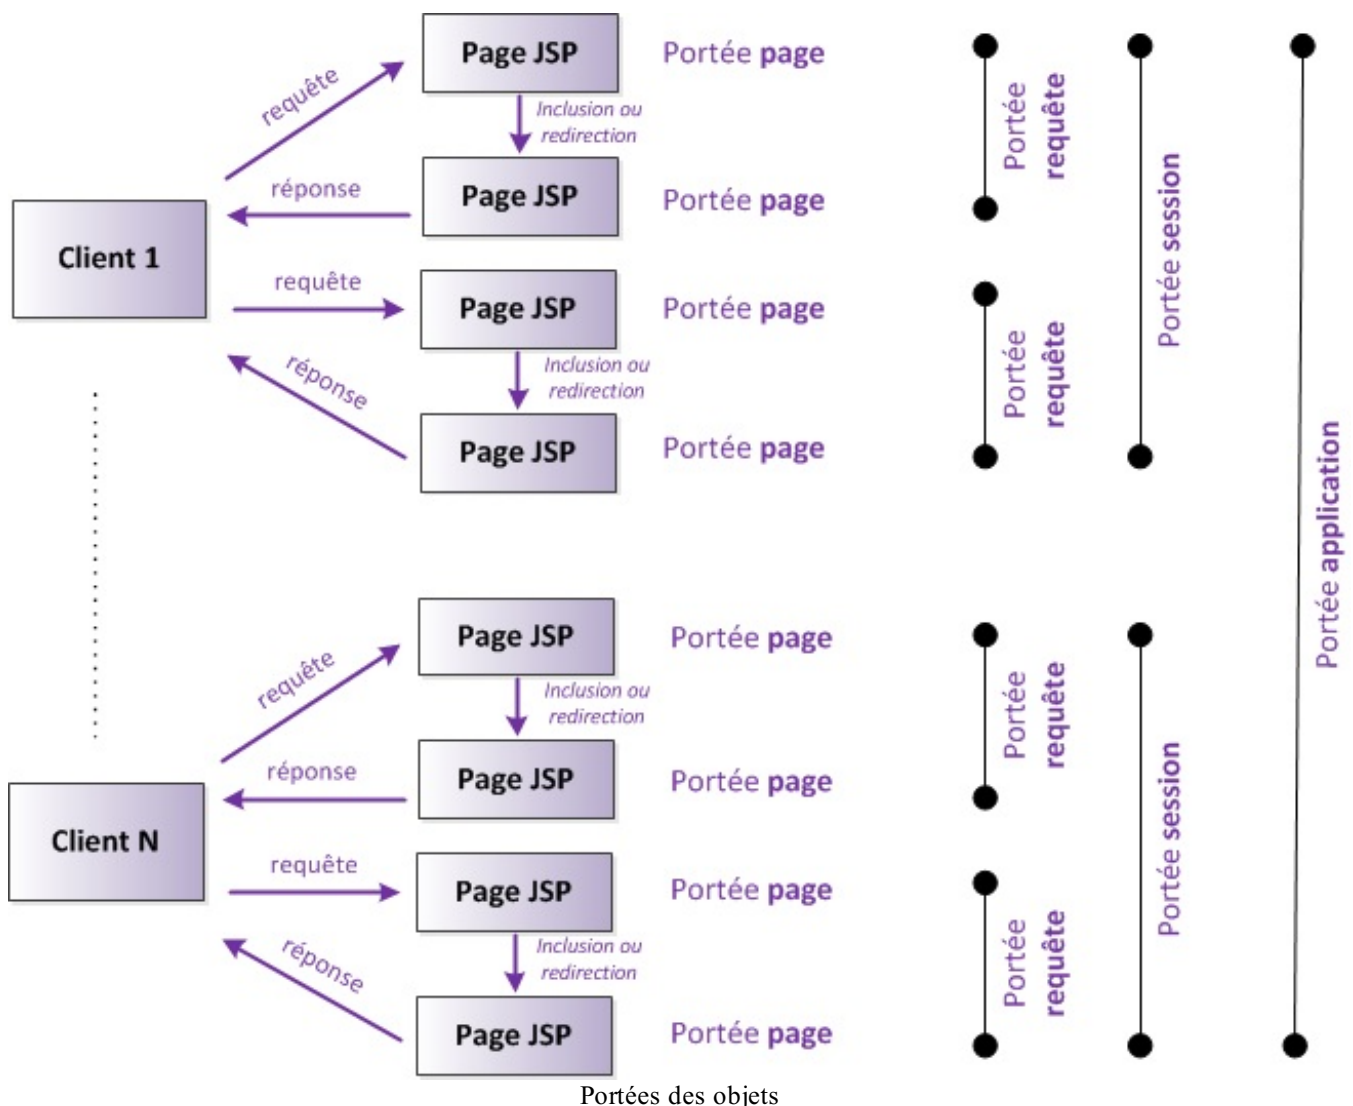 Page JSP
Portée page
requête
Inclusion ou
redirection
Page JSP
Portée page
réponse
Portée
requête
Client 1
requête
Page JSP
Portée page
Inclusion ou
redirection
réponse
Page JSP
Portée page
Portée
requête
Portée session
Page JSP
Portée page
requête
Inclusion ou
redirection
Page JSP
Portée page
réponse
Portée
requête
Client N
requête
Page JSP
Portée page
Inclusion ou
redirection
réponse
Page JSP
Portée page
Portée
requête
Portée session
Portée application
Portées des objets